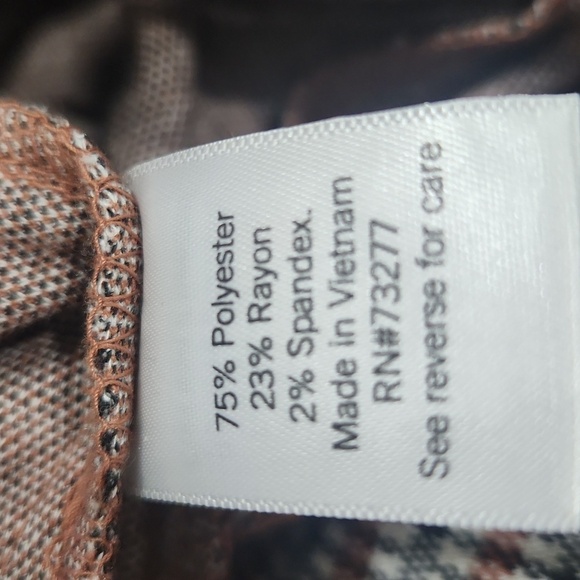 75% Polyester
23% Rayon
2% Spandex.
Made in Vietnam
RN#73277
See reverse for care